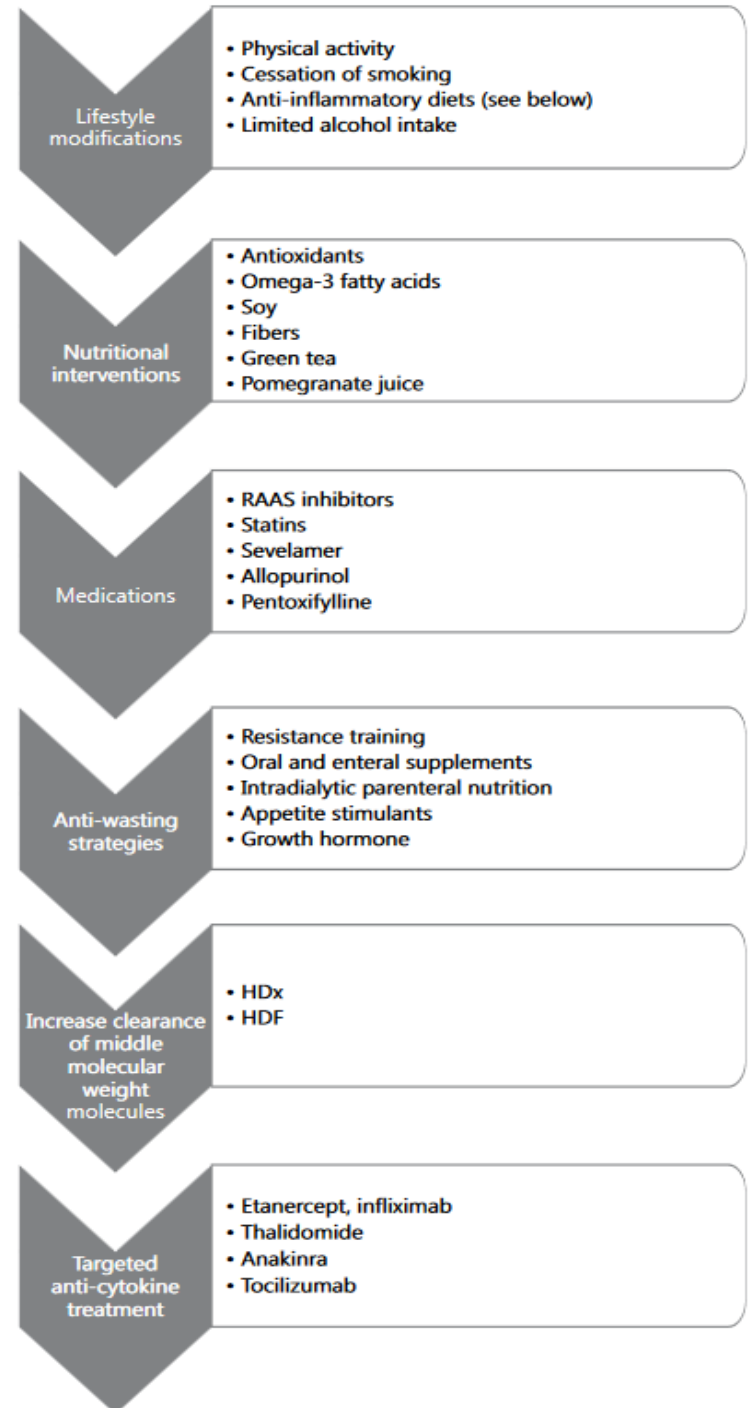 Lifestyle
modifications
• Physical activity
• Cessation of smoking
• Anti-inflammatory diets (see below)
• Limited alcohol intake
Nutritional
interventions
• Antioxidants
• Omega-3 fatty acids
• Soy
• Fibers
• Green tea
• Pomegranate juice
Medications
• RAAS inhibitors
• Statins
• Sevelamer
• Allopurinol
• Pentoxifylline
Anti-wasting
strategies
• Resistance training
• Oral and enteral supplements
• Intradialytic parenteral nutrition
• Appetite stimulants
• Growth hormone
Increase clearance
of middle
molecular
weight
molecules
• HDx
• HDF
Targeted
anti-cytokine
treatment
• Etanercept, infliximab
• Thalidomide
• Anakinra
• Tocilizumab